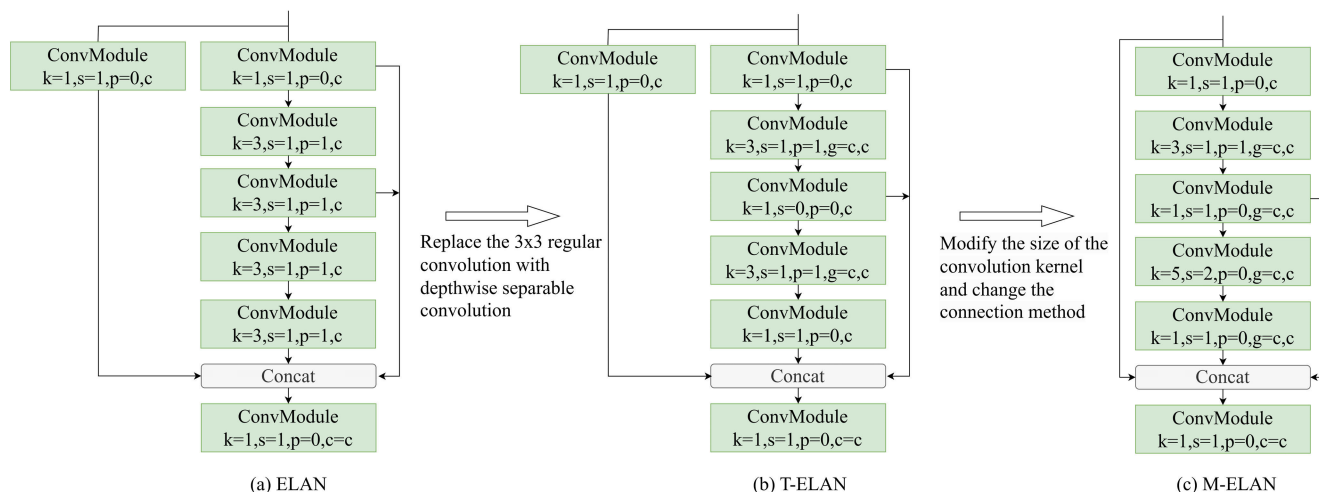 ConvModule
k=1,s=1,p=0,c
ConvModule
k=1,s=1,p=0,c
ConvModule
k=3,s=1,p=1,c
ConvModule
k=3,s=1,p=1,c
ConvModule
k=3,s=1,p=1,c
ConvModule
k=3,s=1,p=1,c
Concat
ConvModule
k=1,s=1,p=0,c=c
(a) ELAN
Replace the 3x3 regular
convolution with
depthwise separable
convolution
ConvModule
k=1,s=1,p=0,c
ConvModule
k=1,s=1,p=0,c
ConvModule
k=3,s=1,p=1,g=c,c
ConvModule
k=1,s=0,p=0,c
ConvModule
k=3,s=1,p=1,g=c,c
ConvModule
k=1,s=1,p=0,c
Concat
ConvModule
k=1,s=1,p=0,c=c
(b) T-ELAN
Modify the size of the
convolution kernel
and change the
connection method
ConvModule
k=1,s=1,p=0,c
ConvModule
k=3,s=1,p=1,g=c,c
ConvModule
k=1,s=1,p=0,g=c,c
ConvModule
k=5,s=2,p=0,g=c,c
ConvModule
k=1,s=1,p=0,g=c,c
Concat
ConvModule
k=1,s=1,p=0,c=c
(c) M-ELAN